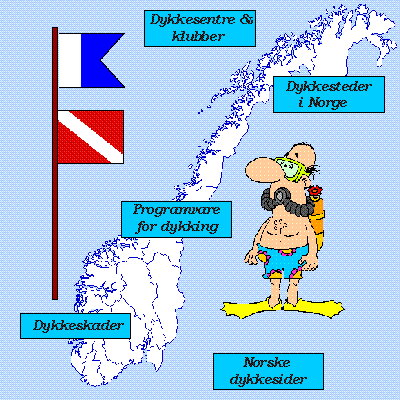 Dykkesentre &
klubber
Dykkesteder
i Norge
Programvare
for dykking
Dykkeskader
Norske
dykkesider